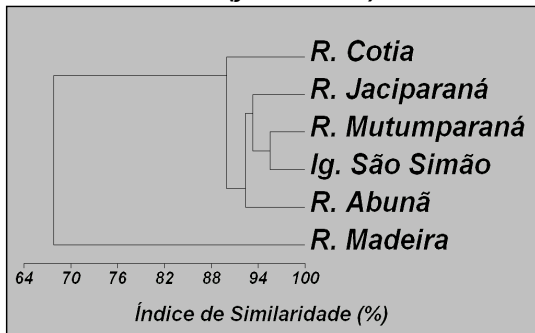 R. Cotia
R. Jaciparaná
R. Mutumparaná
Ig. São Simão
R. Abunã
R. Madeira
64 70 76 82 88 94 100
Índice de Similaridade (%)